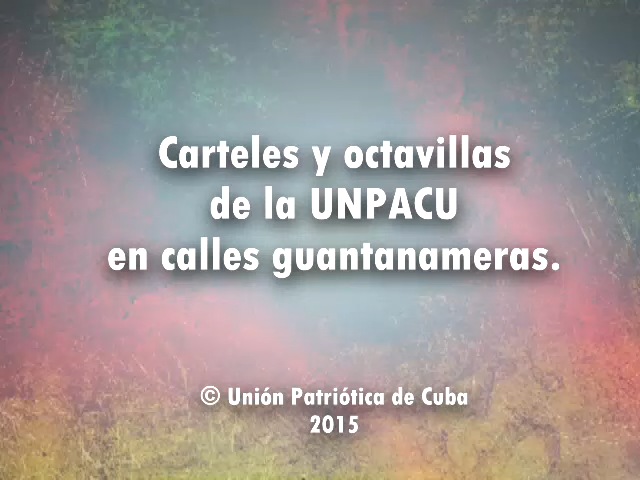 Carteles y octavillas
de la UNPACU
en calles guantanameras.
© Unión Patriótica de Cuba
2015